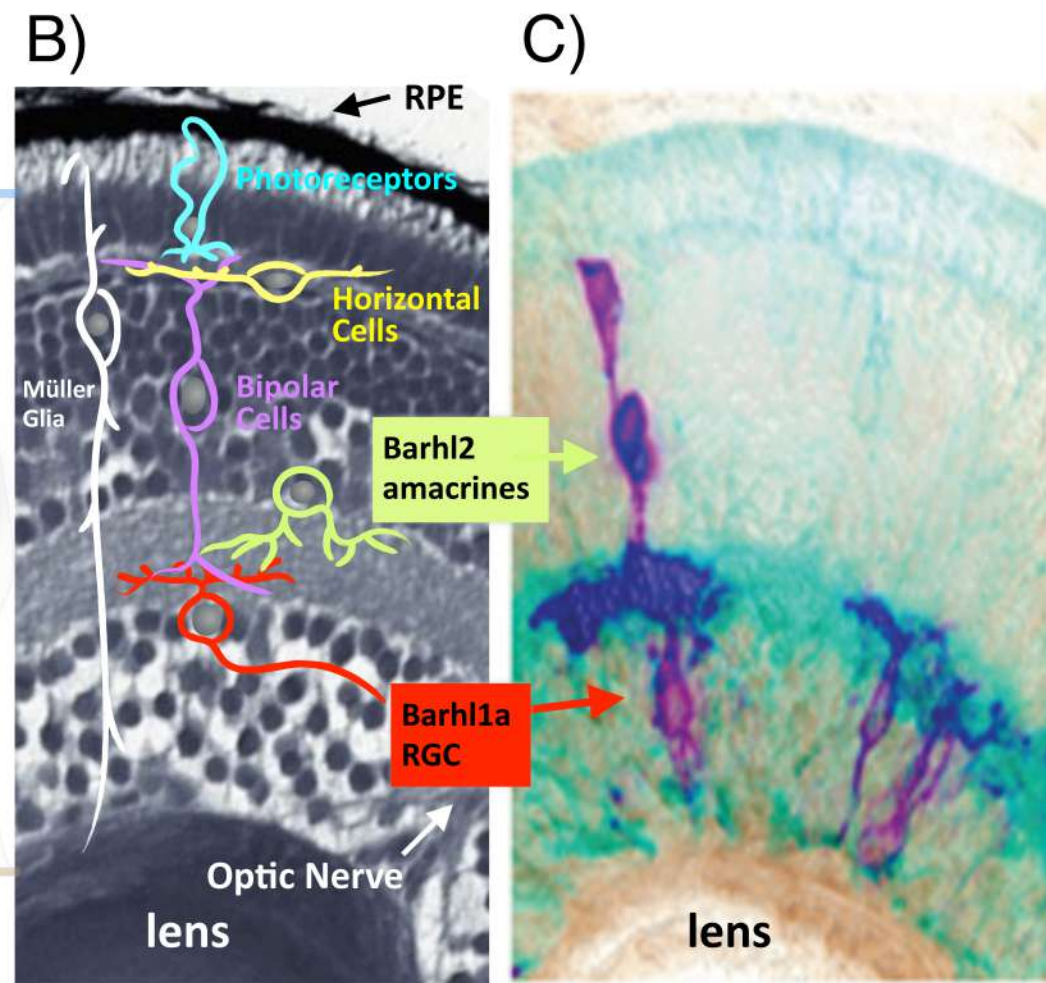 B)
C)
RPE
Photoreceptors
Horizontal
Cells
Müller
Glia
Bipolar
Cells
Barhl2
amacrines
Barhl1a
RGC
Optic Nerve
lens
lens